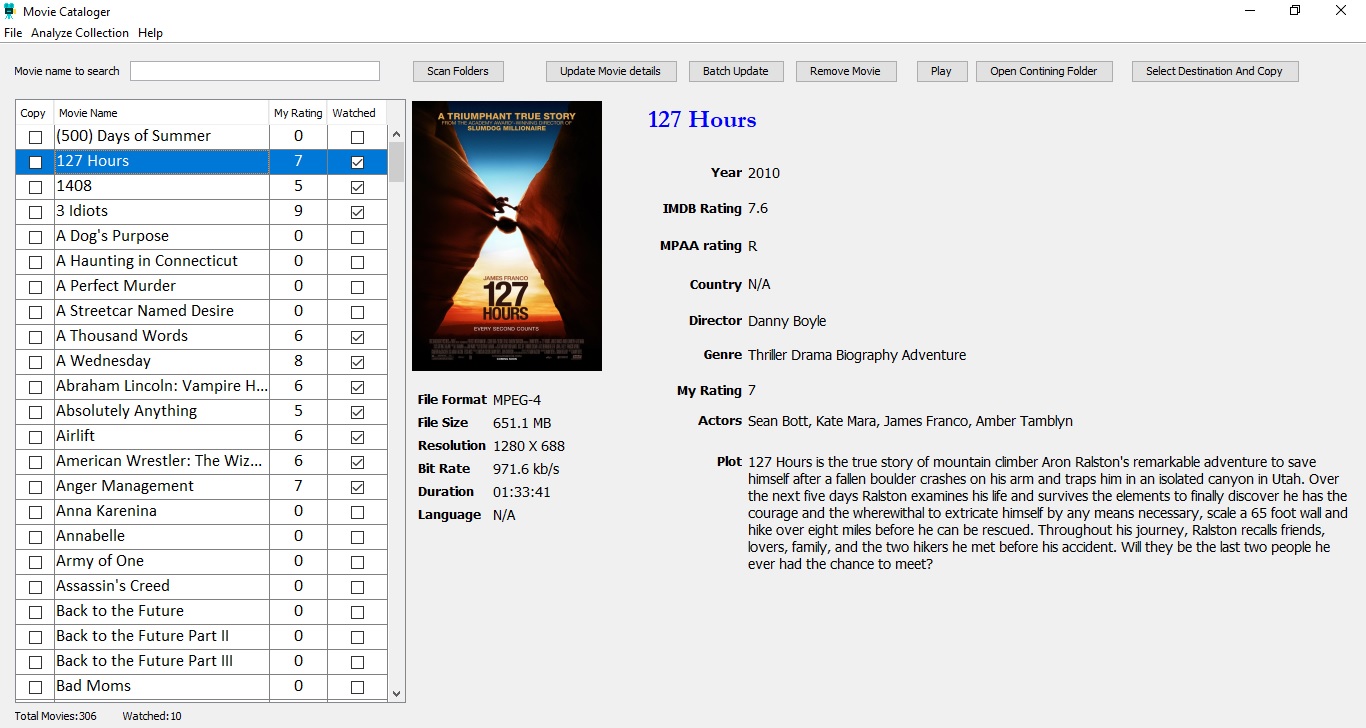 Movie Cataloger
File Analyze Collection Help
Movie name to search
Scan Folders Update Movie details Batch Update Remove Movie Play Open Contining Folder Select Destination And Copy
Copy Movie Name My Rating Watched
(500) Days of Summer 0
127 Hours 7
1408 5
3 Idiots 9
A Dog's Purpose 0
A Haunting in Connecticut 0
A Perfect Murder 0
A Streetcar Named Desire 0
A Thousand Words 6
A Wednesday 8
Abraham Lincoln: Vampire H... 6
Absolutely Anything 5
Airlift 6
American Wrestler: The Wiz... 6
Anger Management 7
Anna Karenina 0
Annabelle 0
Army of One 0
Assassin's Creed 0
Back to the Future 0
Back to the Future Part II 0
Back to the Future Part III 0
Bad Moms 0
Total Movies:306 Watched:10
A TRIUMPHANT TRUE STORY
FROM THE ACADEMY AWARD-WINNING DIRECTOR OF
SLUMDOG MILLIONAIRE
JAMES FRANCO
127
HOURS
EVERY SECOND COUNTS
File Format MPEG-4
File Size 651.1 MB
Resolution 1280 X 688
Bit Rate 971.6 kb/s
Duration 01:33:41
Language N/A
127 Hours
Year 2010
IMDB Rating 7.6
MPAA rating R
Country N/A
Director Danny Boyle
Genre Thriller Drama Biography Adventure
My Rating 7
Actors Sean Bott, Kate Mara, James Franco, Amber Tamblyn
Plot 127 Hours is the true story of mountain climber Aron Ralston's remarkable adventure to save
himself after a fallen boulder crashes on his arm and traps him in an isolated canyon in Utah. Over
the next five days Ralston examines his life and survives the elements to finally discover he has the
courage and the wherewithal to extricate himself by any means necessary, scale a 65 foot wall and
hike over eight miles before he can be rescued. Throughout his journey, Ralston recalls friends,
lovers, family, and the two hikers he met before his accident. Will they be the last two people he
ever had the chance to meet?